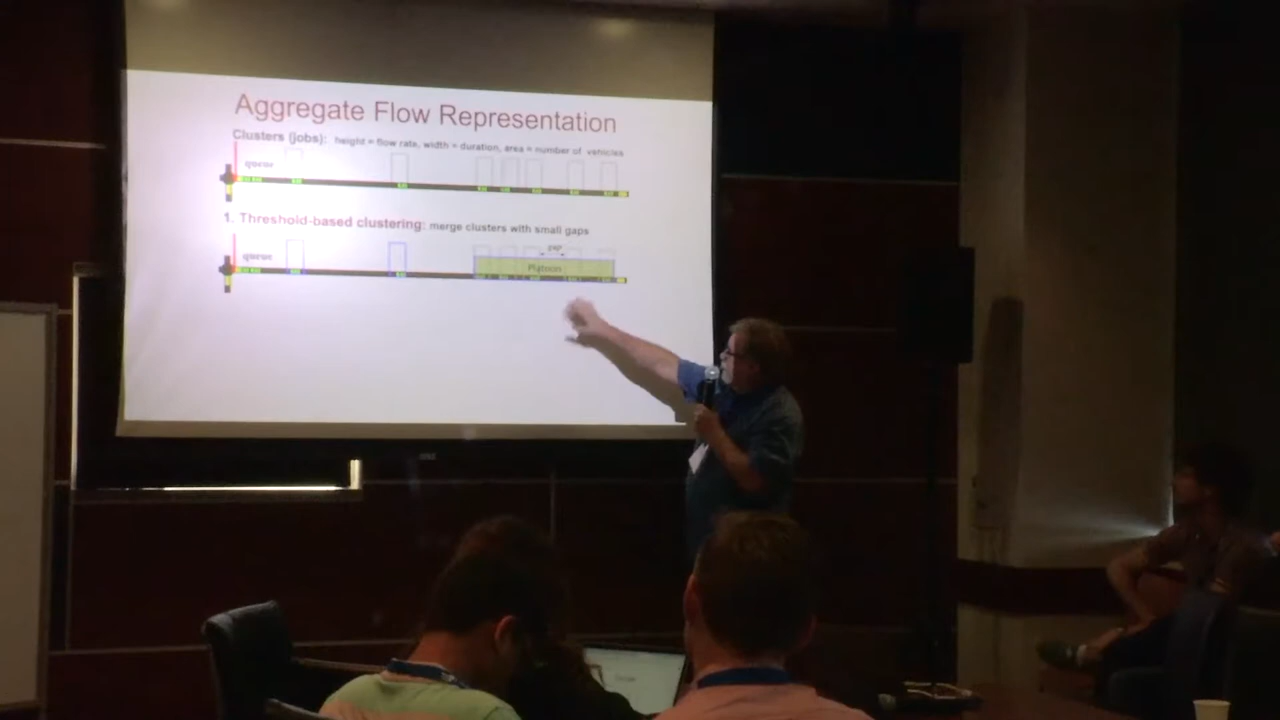 Aggregate Flow Representation
Clusters (jobs): height = flow rate, width = duration, area = number of vehicles
queue
1. Threshold-based clustering: merge clusters with small gaps
queue
gap
Platoon